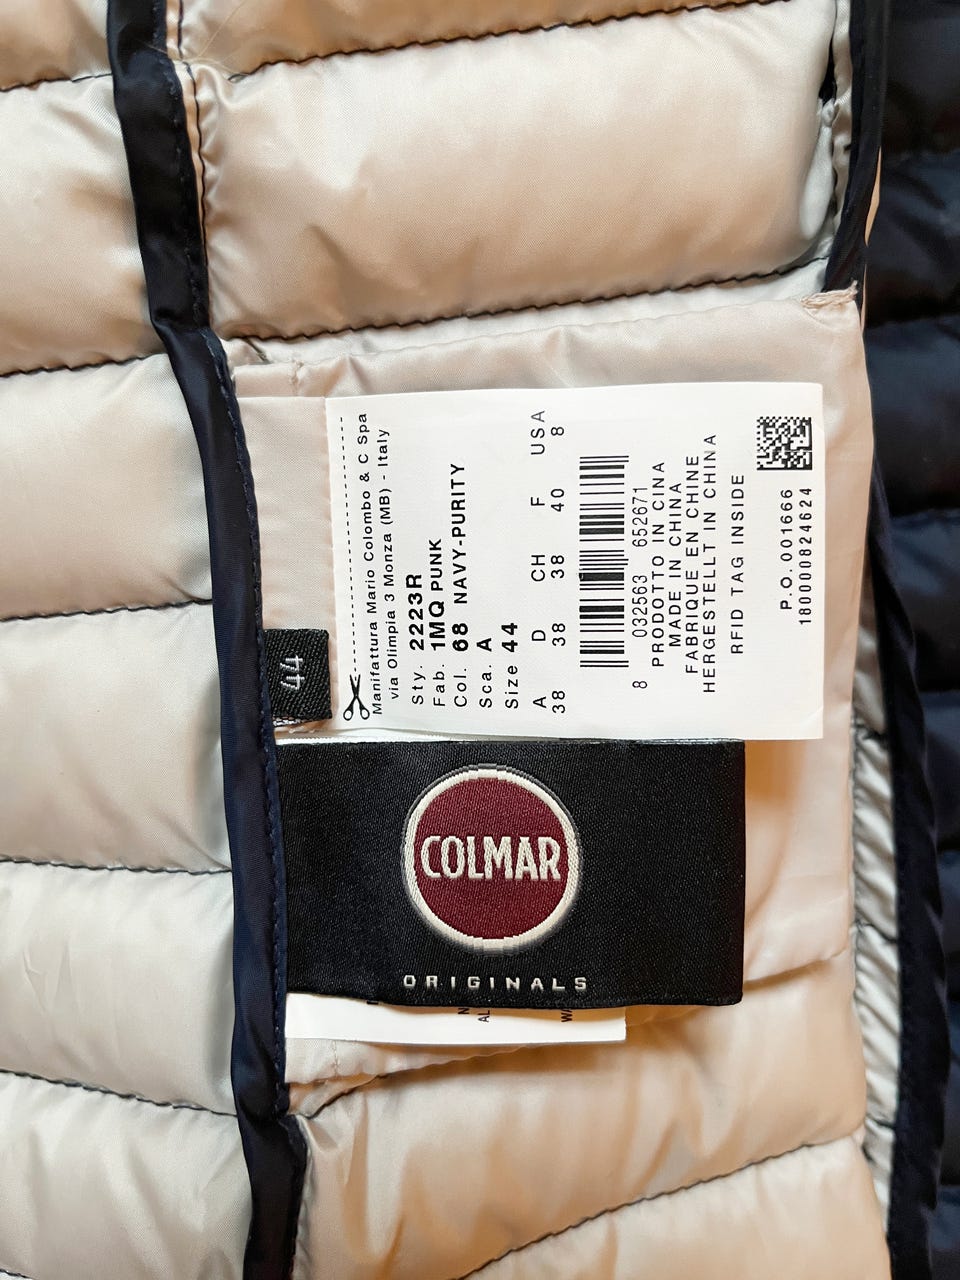 44
Manifattura Mario Colombo & C Spa
via Olimpia 3 Monza (MB) - Italy
Sty. 2223R
Fab. 1MQ PUNK
Col. 68 NAVY-PURITY
Sca. A
Size 44
A D CH F USA
38 38 38 40 8
8 032563 652671
PRODOTTO IN CINA
MADE IN CHINA
FABRIQUE EN CHINE
HERGESTELLT IN CHINA
RFID TAG INSIDE
P.O. 001666
180000824624
COLMAR
ORIGINALS